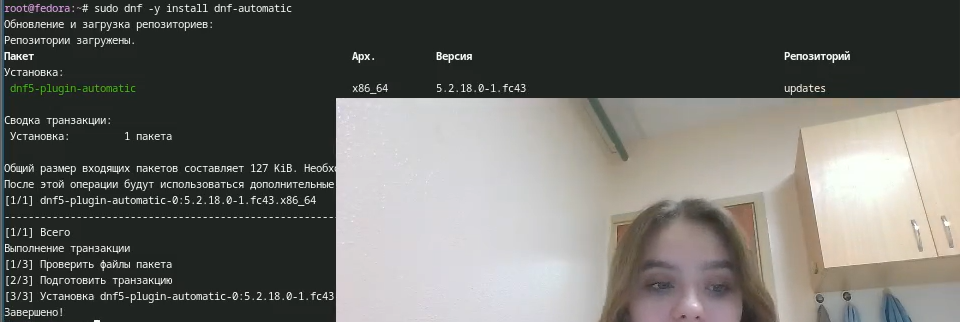 root@fedora:~# sudo dnf -y install dnf-automatic
Обновление и загрузка репозиториев:
Репозитории загружены.
Пакет Арх. Версия Репозиторий
Установка:
dnf5-plugin-automatic x86_64 5.2.18.0-1.fc43 updates
Сводка транзакции:
Установка: 1 пакета
Общий размер входящих пакетов составляет 127 KiB.
После этой операции будут использоваться дополнительные
[1/1] dnf5-plugin-automatic-0:5.2.18.0-1.fc43.x86_64
[1/1] Всего
Выполнение транзакции
[1/3] Проверить файлы пакета
[2/3] Подготовить транзакцию
[3/3] Установка dnf5-plugin-automatic-0:5.2.18.0-1.fc43
Завершено!